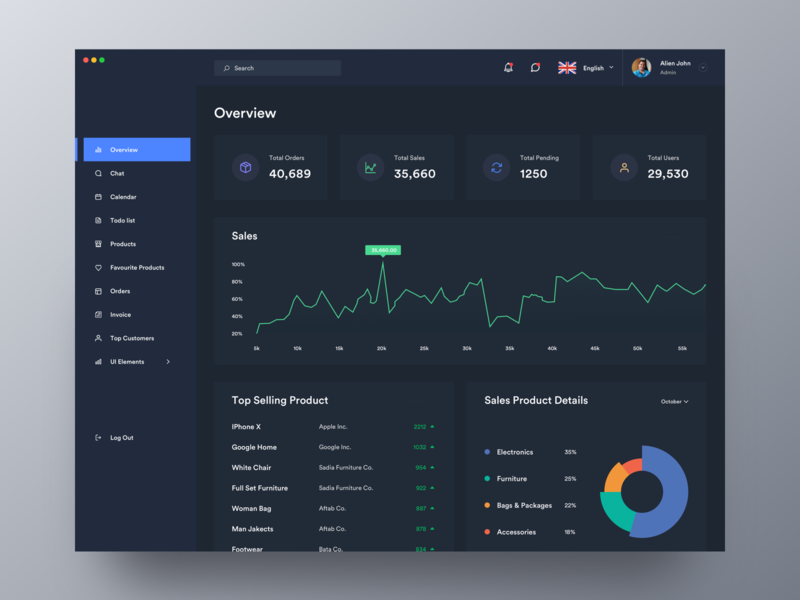 Search
English
Alien John
Admin
Overview
Chat
Calendar
Todo list
Products
Favourite Products
Orders
Invoice
Top Customers
UI Elements
Log Out
Overview
Total Orders
40,689
Total Sales
35,660
Total Pending
1250
Total Users
29,530
Sales
35,660.00
100%
80%
60%
40%
20%
5k 10k 15k 20k 25k 30k 35k 40k 45k 50k 55k
Top Selling Product
IPhone X Apple Inc. 2212
Google Home Google Inc. 1032
White Chair Sadia Furniture Co. 954
Full Set Furniture Sadia Furniture Co. 922
Woman Bag Aftab Co. 887
Man Jakects Aftab Co. 878
Footwear Bata Co. 634
Sales Product Details
October
Electronics 35%
Furniture 25%
Bags & Packages 22%
Accessories 18%